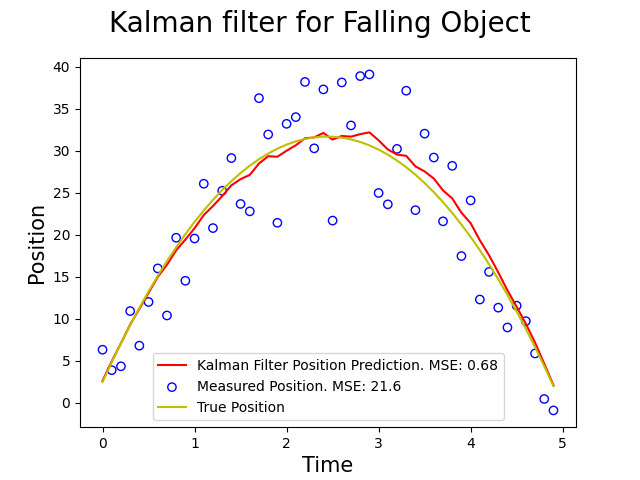 Kalman filter for Falling Object
40
35
30
25
20
15
10
5
0
Position
Kalman Filter Position Prediction. MSE: 0.68
Measured Position. MSE: 21.6
True Position
0 1 2 3 4 5
Time